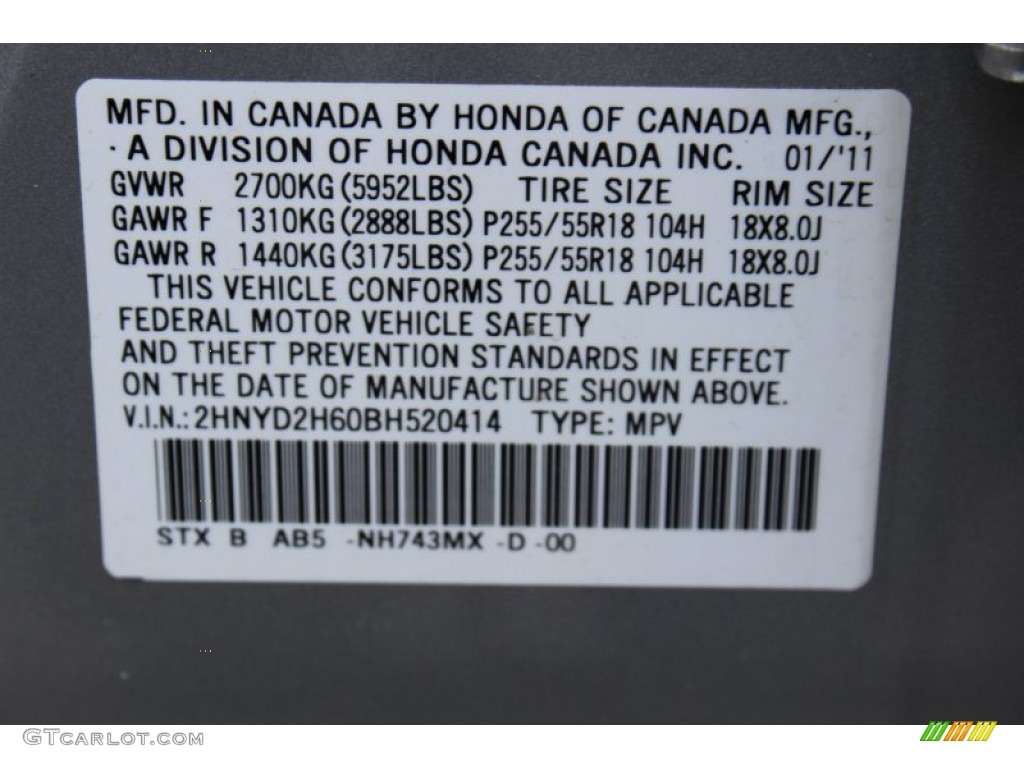 MFD. IN CANADA BY HONDA OF CANADA MFG.,
· A DIVISION OF HONDA CANADA INC. 01/'11
GVWR 2700KG (5952LBS) TIRE SIZE RIM SIZE
GAWR F 1310KG (2888LBS) P255/55R18 104H 18X8.0J
GAWR R 1440KG (3175LBS) P255/55R18 104H 18X8.0J
THIS VEHICLE CONFORMS TO ALL APPLICABLE
FEDERAL MOTOR VEHICLE SAFETY
AND THEFT PREVENTION STANDARDS IN EFFECT
ON THE DATE OF MANUFACTURE SHOWN ABOVE.
V.I.N.: 2HNYD2H60BH520414 TYPE: MPV
STX B AB5 -NH743MX -D -00
GTCARLOT.COM